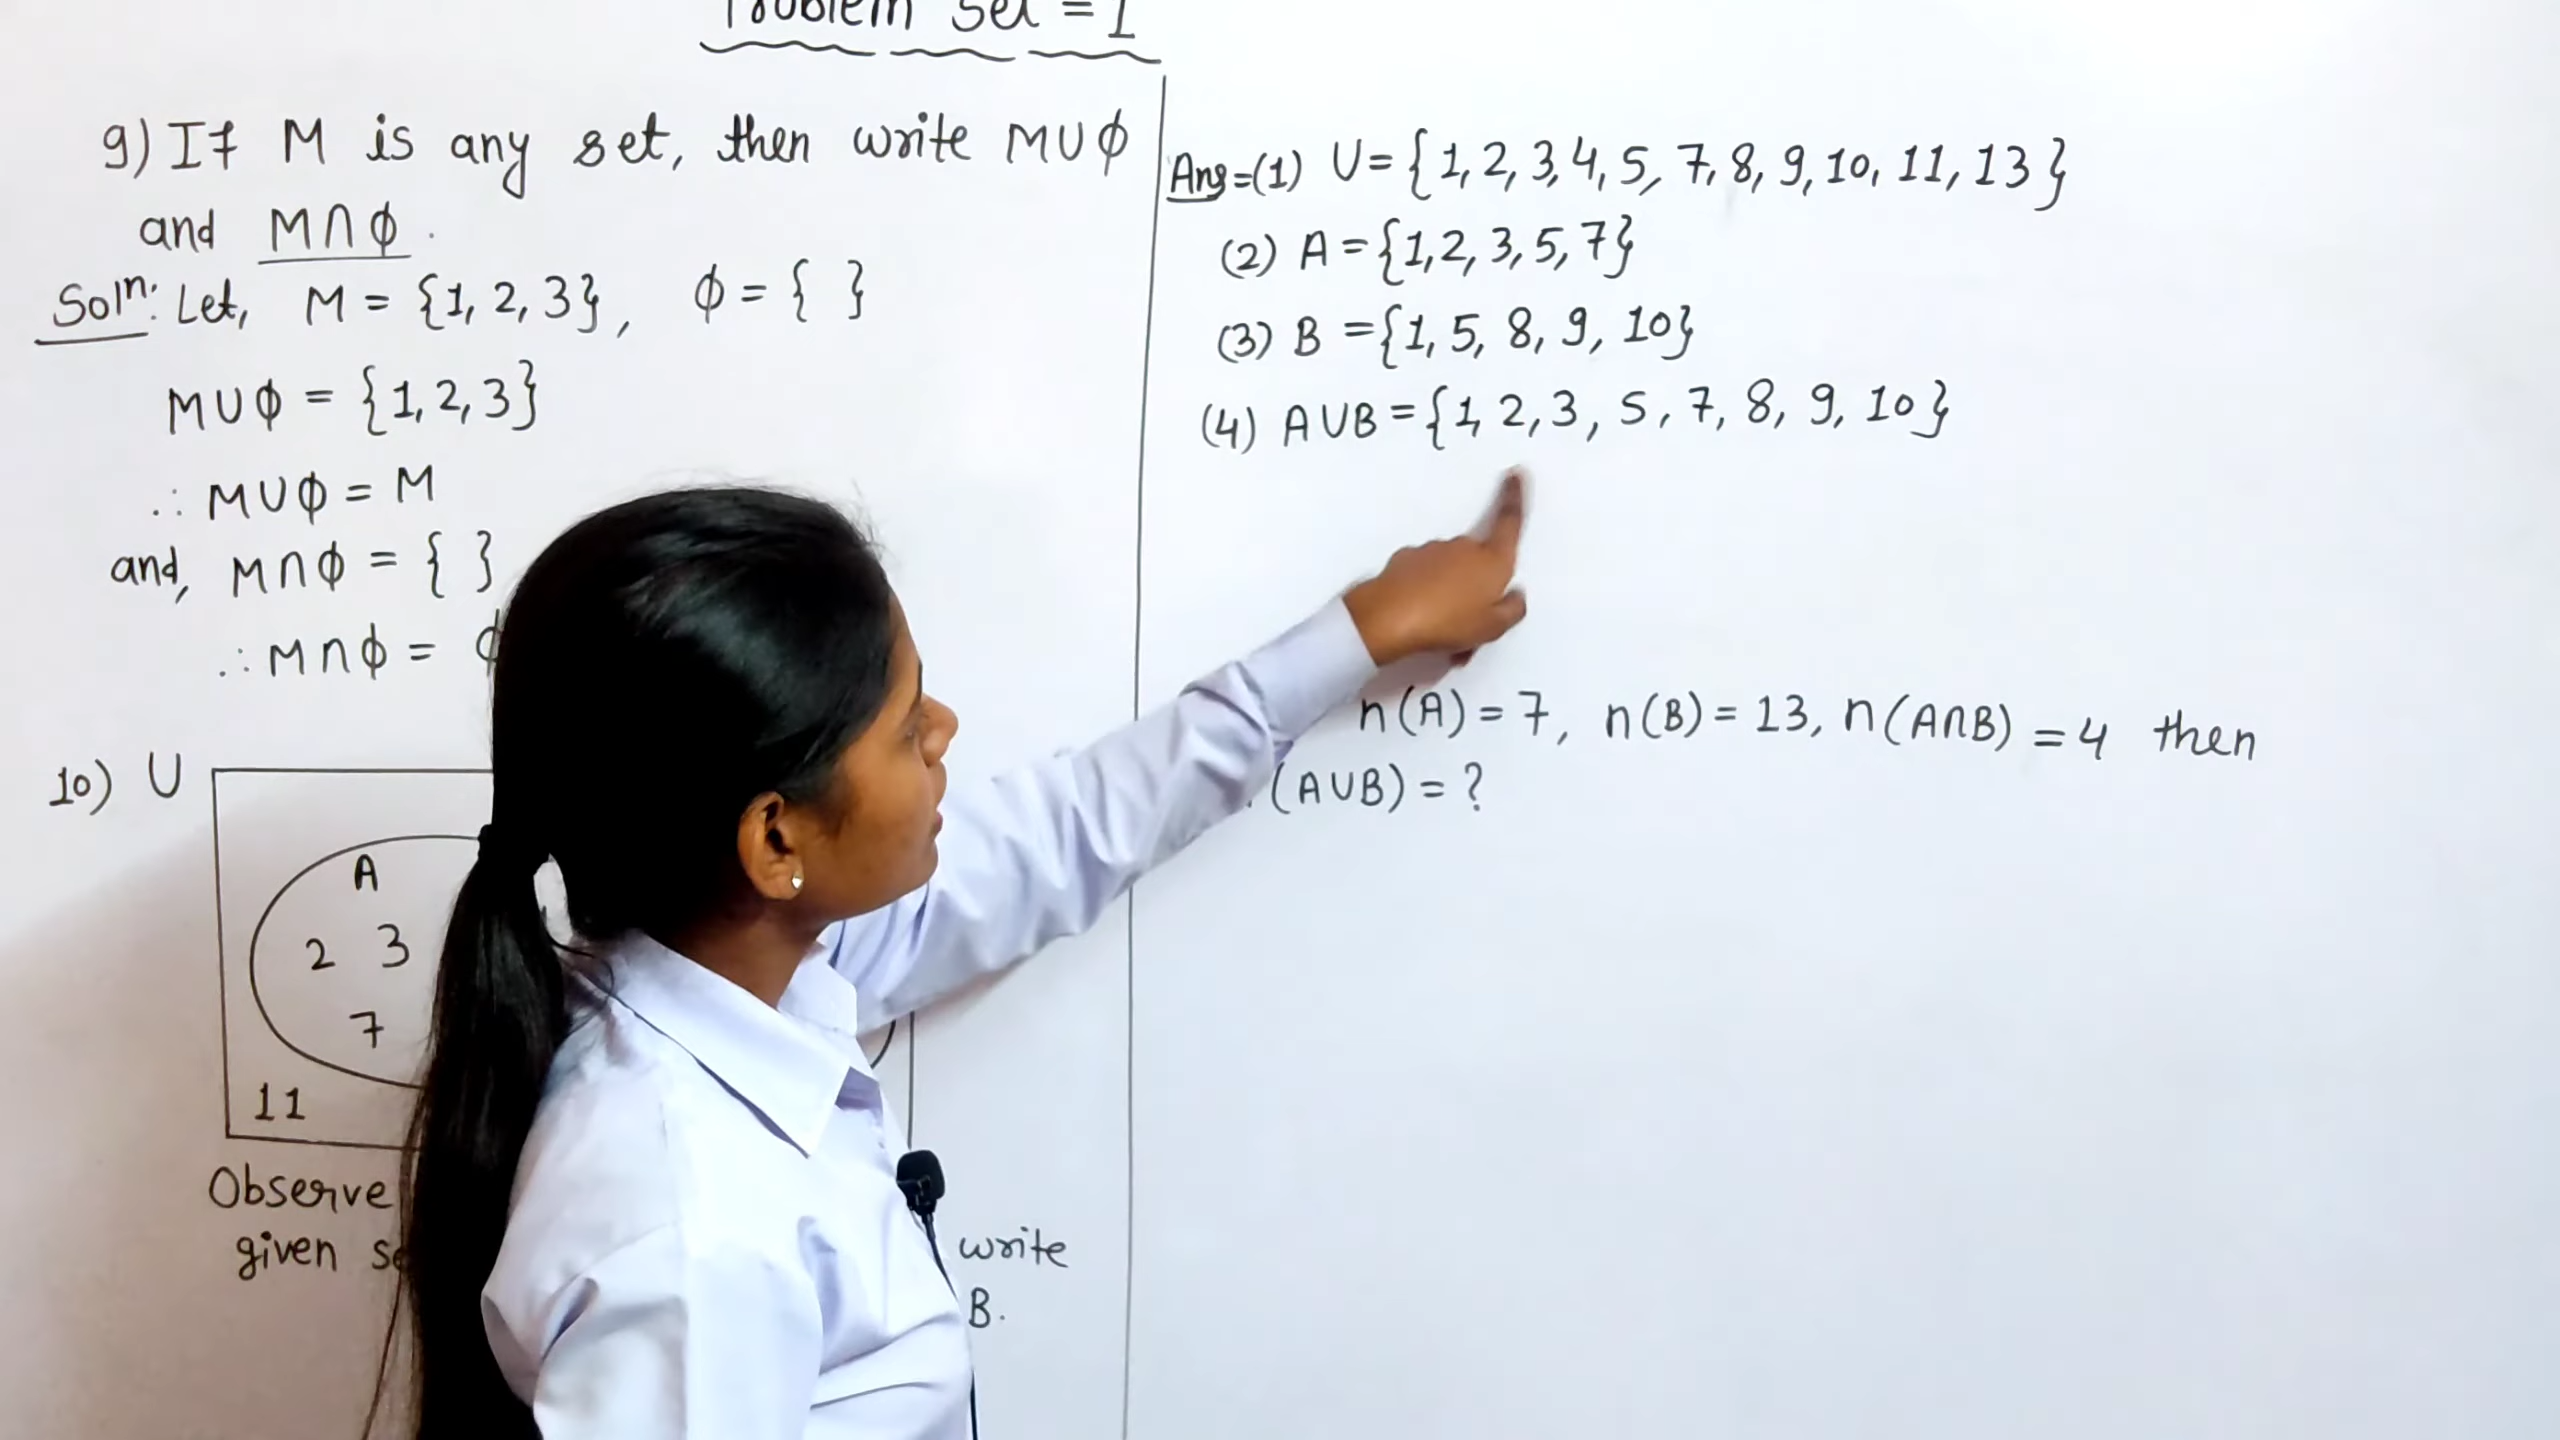 Problem Set = 1
9) If M is any set, then write M∪ϕ
and M∩ϕ.
Solⁿ: Let, M = {1, 2, 3}, ϕ = { }
M∪ϕ = {1, 2, 3}
∴ M∪ϕ = M
and, M∩ϕ = { }
∴ M∩ϕ = ϕ
10) U
A
2 3
7
11
Observe
given
write
B.
Ans=(1) U= {1, 2, 3, 4, 5, 7, 8, 9, 10, 11, 13}
(2) A = {1, 2, 3, 5, 7}
(3) B = {1, 5, 8, 9, 10}
(4) A∪B = {1, 2, 3, 5, 7, 8, 9, 10}
n(A) = 7, n(B) = 13, n(A∩B) = 4 then
(A∪B) = ?